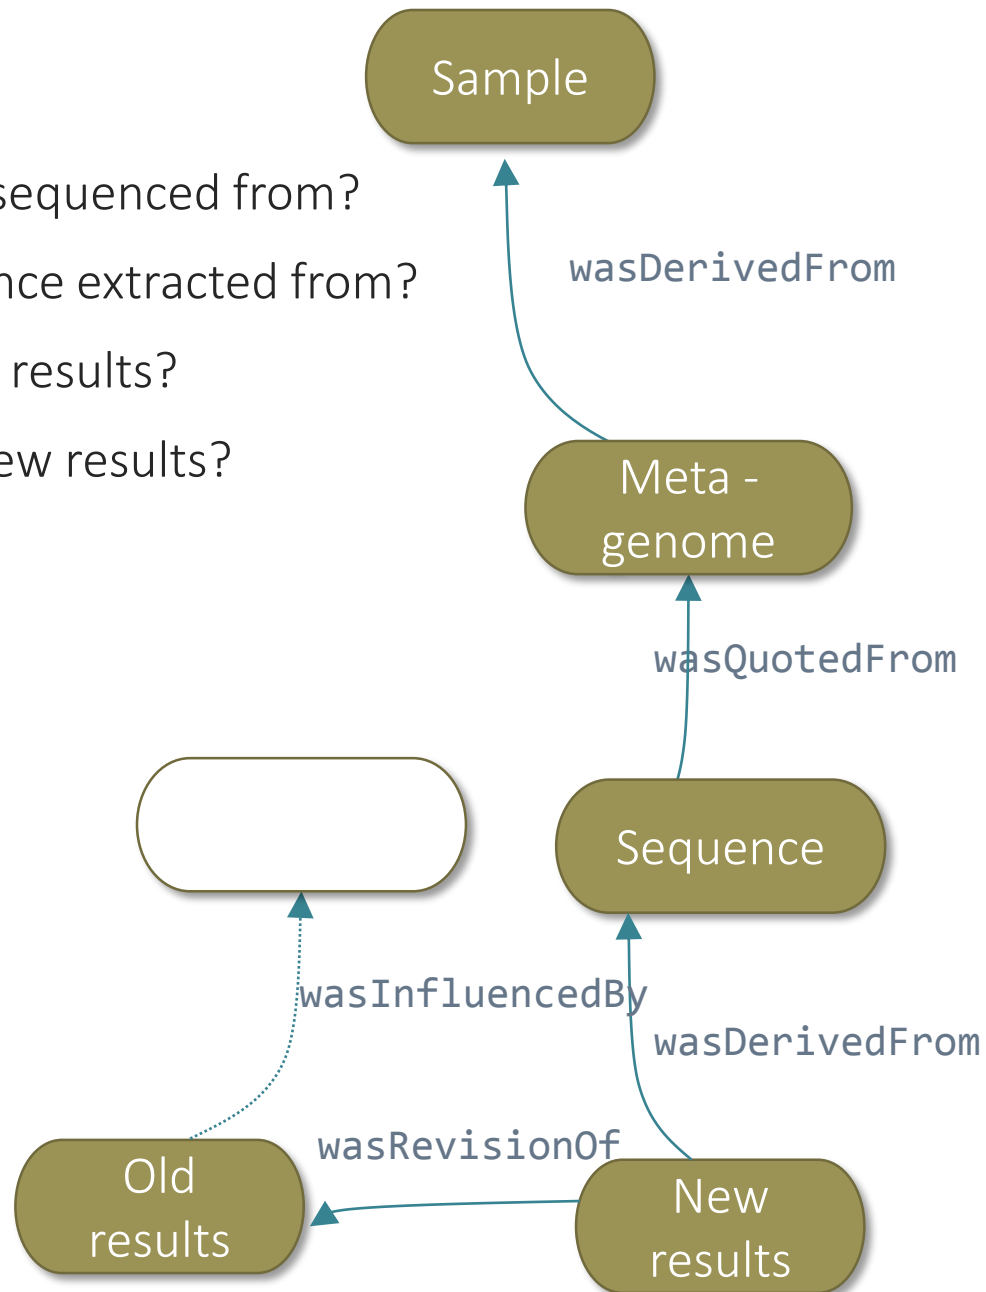 Sample
sequenced from?
wasDerivedFrom
nce extracted from?
results?
ew results?
Meta -
genome
wasQuotedFrom
Sequence
wasInfluencedBy
wasDerivedFrom
wasRevisionOf
Old
results
New
results